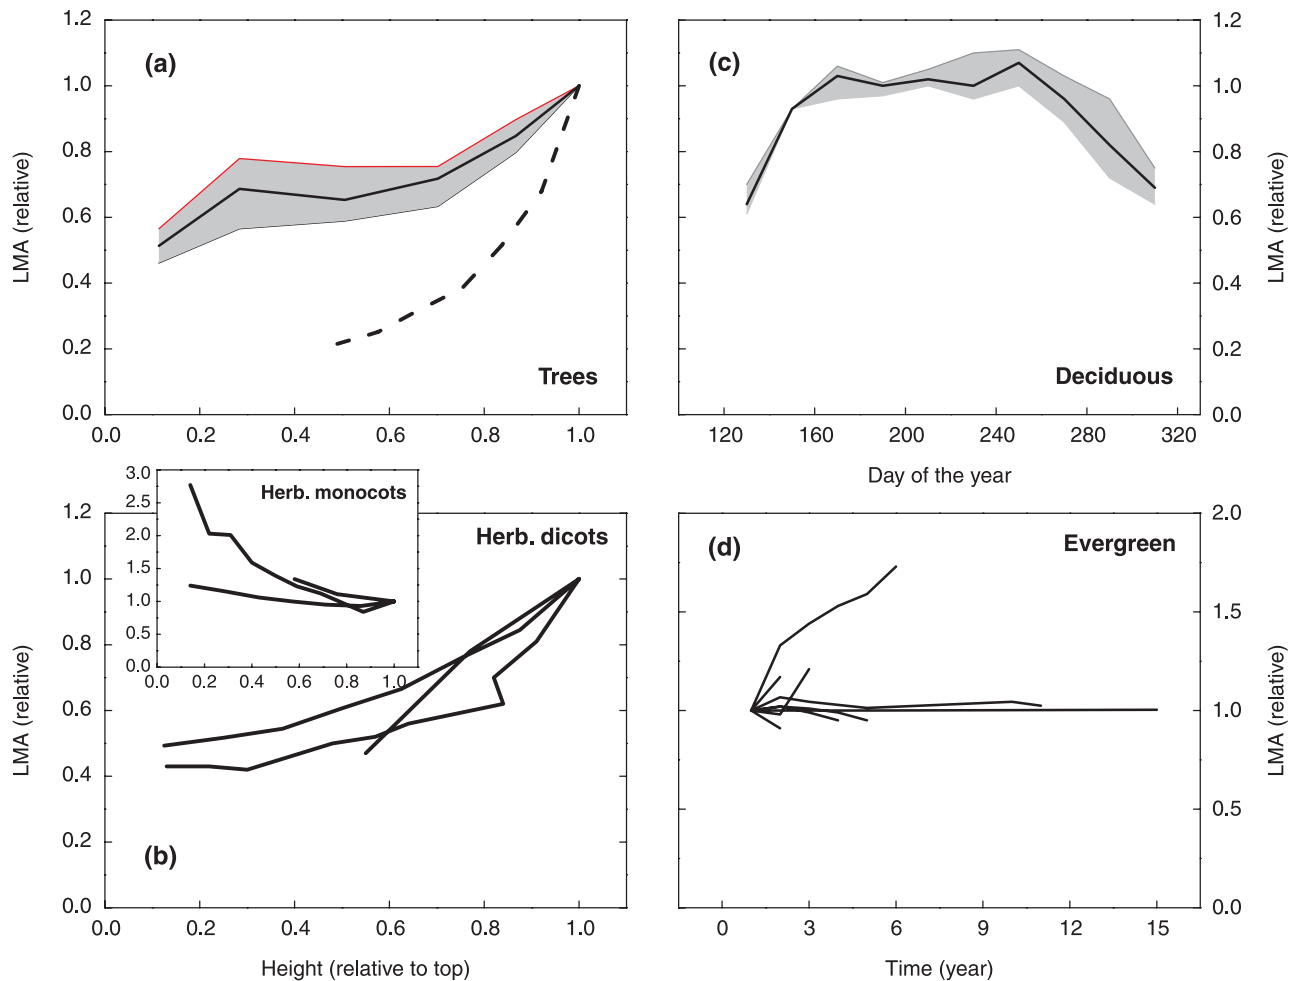 1.2
1.0
0.8
0.6
0.4
0.2
0.0
LMA (relative)
(a)
Trees
0.0 0.2 0.4 0.6 0.8 1.0
(c)
Deciduous
1.2
1.0
0.8
0.6
0.4
0.2
0.0
LMA (relative)
120 160 200 240 280 320
Day of the year
3.0
2.5
2.0
1.5
1.0
0.5
0.0
Herb. monocots
0.0 0.2 0.4 0.6 0.8 1.0
1.2
1.0
0.8
0.6
0.4
0.2
0.0
LMA (relative)
Herb. dicots
(b)
0.0 0.2 0.4 0.6 0.8 1.0
Height (relative to top)
(d)
Evergreen
2.0
1.5
1.0
0.5
0.0
LMA (relative)
0 3 6 9 12 15
Time (year)